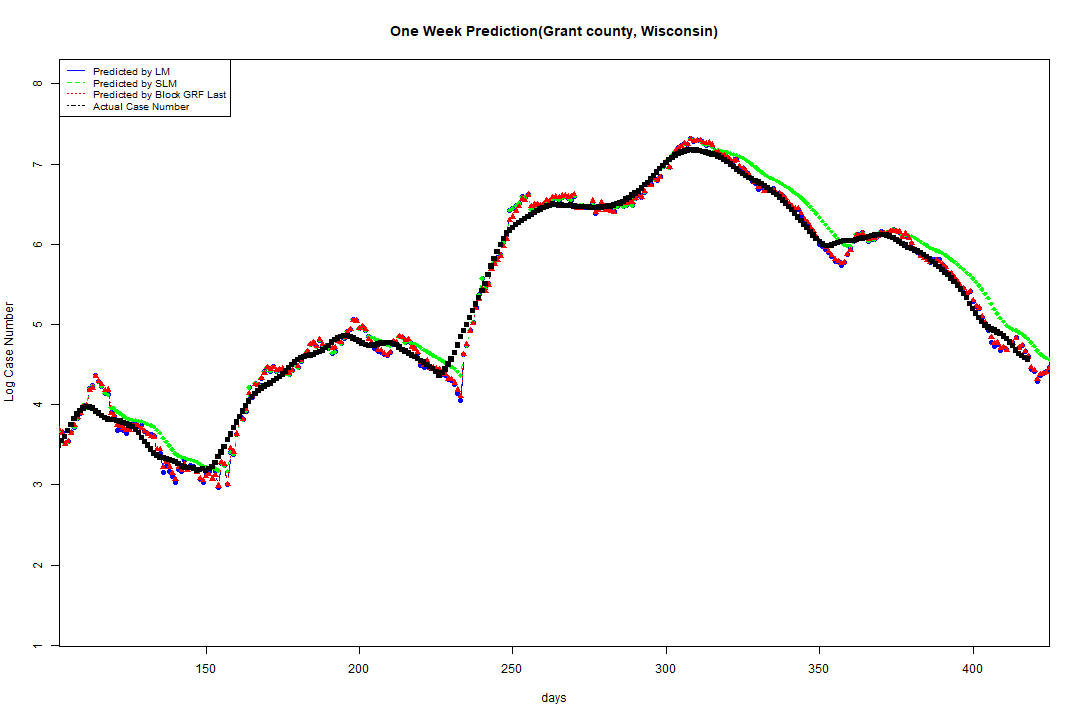 One Week Prediction(Grant county, Wisconsin)
Predicted by LM
Predicted by SLM
Predicted by Block GRF Last
Actual Case Number
8
7
6
5
4
3
2
1
Log Case Number
150 200 250 300 350 400
days